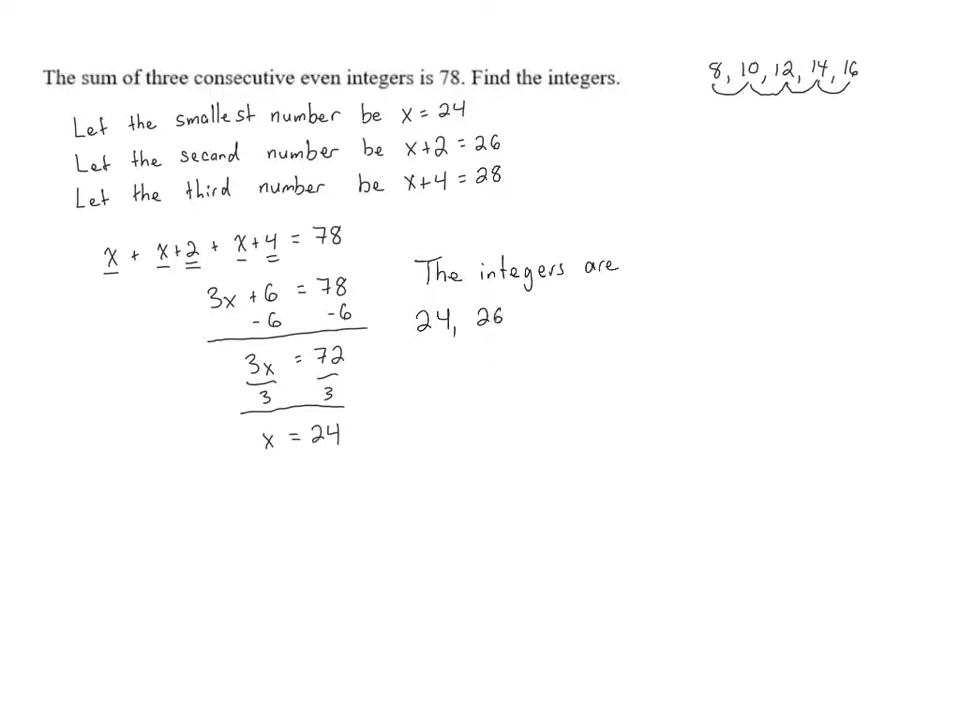 The sum of three consecutive even integers is 78. Find the integers.
8, 10, 12, 14, 16
Let the smallest number be x = 24
Let the second number be x+2 = 26
Let the third number be x+4 = 28
x + x+2 + x+4 = 78
3x + 6 = 78
-6 -6
3x = 72
3 3
x = 24
The integers are
24, 26